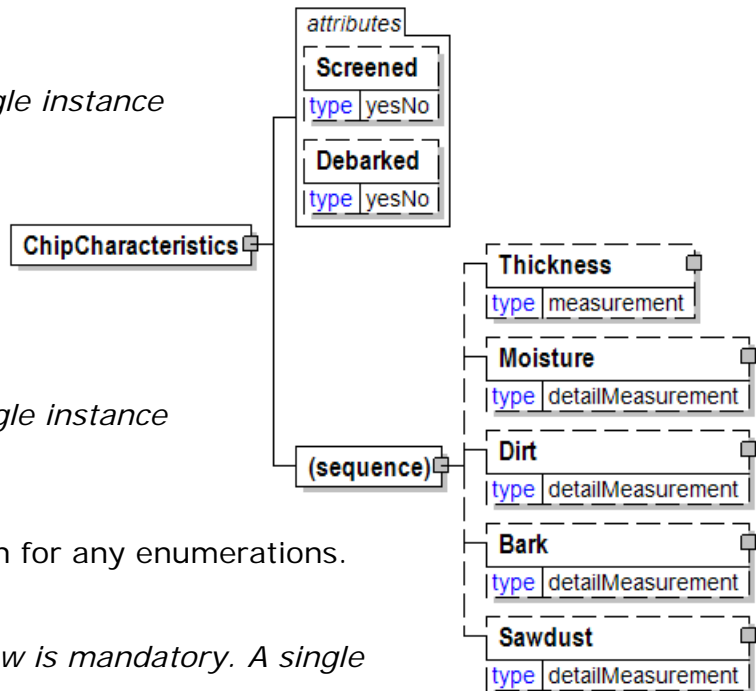 attributes
Screened
type yesNo
Debarked
type yesNo
gle instance
ChipCharacteristics
Thickness
type measurement
Moisture
type detailMeasurement
gle instance
(sequence)
Dirt
type detailMeasurement
n for any enumerations.
Bark
type detailMeasurement
w is mandatory. A single
Sawdust
type detailMeasurement